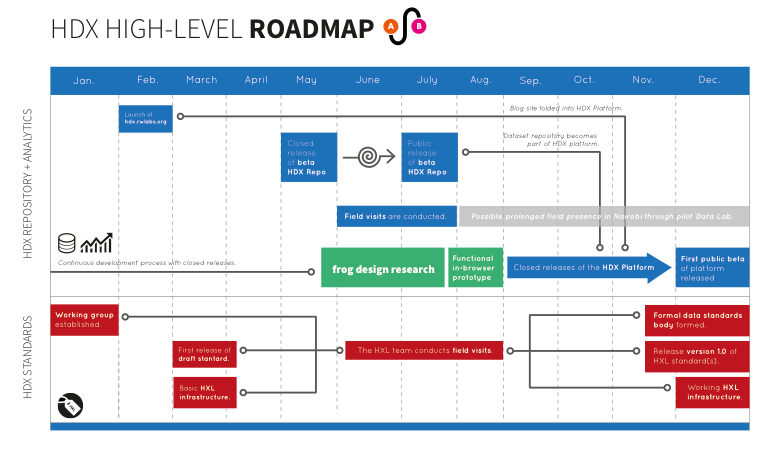 HDX HIGH-LEVEL ROADMAP A B
Jan. Feb. March April May June July Aug. Sep. Oct. Nov. Dec.
HDX REPOSITORY + ANALYTICS
Launch of
hdx.rwlabs.org
Blog site folded into HDX Platform.
Closed
release
of beta
HDX Repo
Public
release
of beta
HDX Repo
Dataset repository becomes
part of HDX platform.
Field visits are conducted.
Possible prolonged field presence in Nairobi through pilot Data Lab.
Continuous development process with closed releases.
frog design research
Functional
in-browser
prototype
Closed releases of the HDX Platform
First public beta
of platform
released
HDX STANDARDS
Working group
established.
First release of
draft stantard.
Basic HXL
infrastructure.
The HXL team conducts field visits.
Formal data standards
body formed.
Release version 1.0 of
HXL standard(s).
Working HXL
infrastructure.